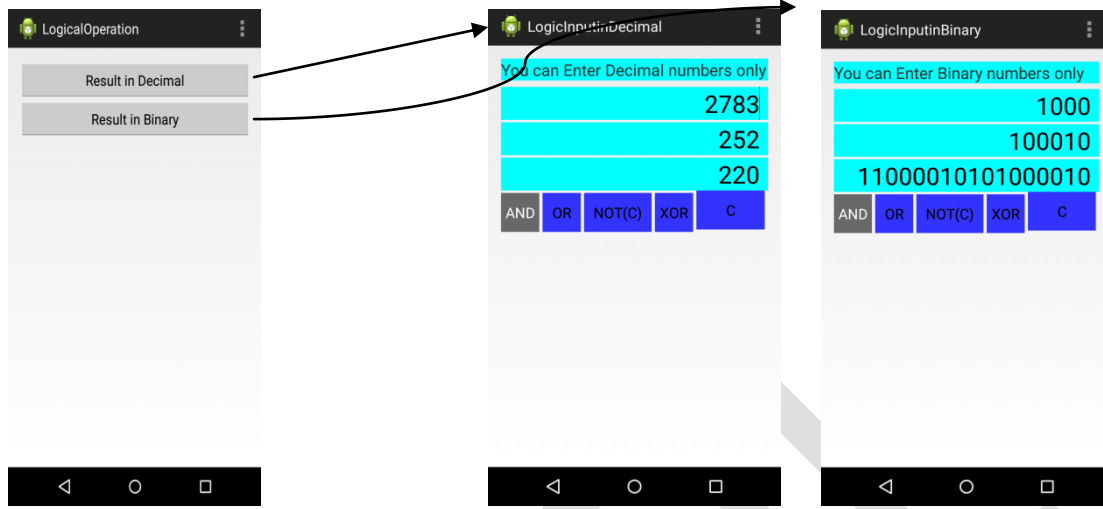 LogicalOperation
Result in Decimal
Result in Binary
LogicInputinDecimal
You can Enter Decimal numbers only
2783
252
220
AND OR NOT(C) XOR C
LogicInputinBinary
You can Enter Binary numbers only
1000
100010
11000010101000010
AND OR NOT(C) XOR C